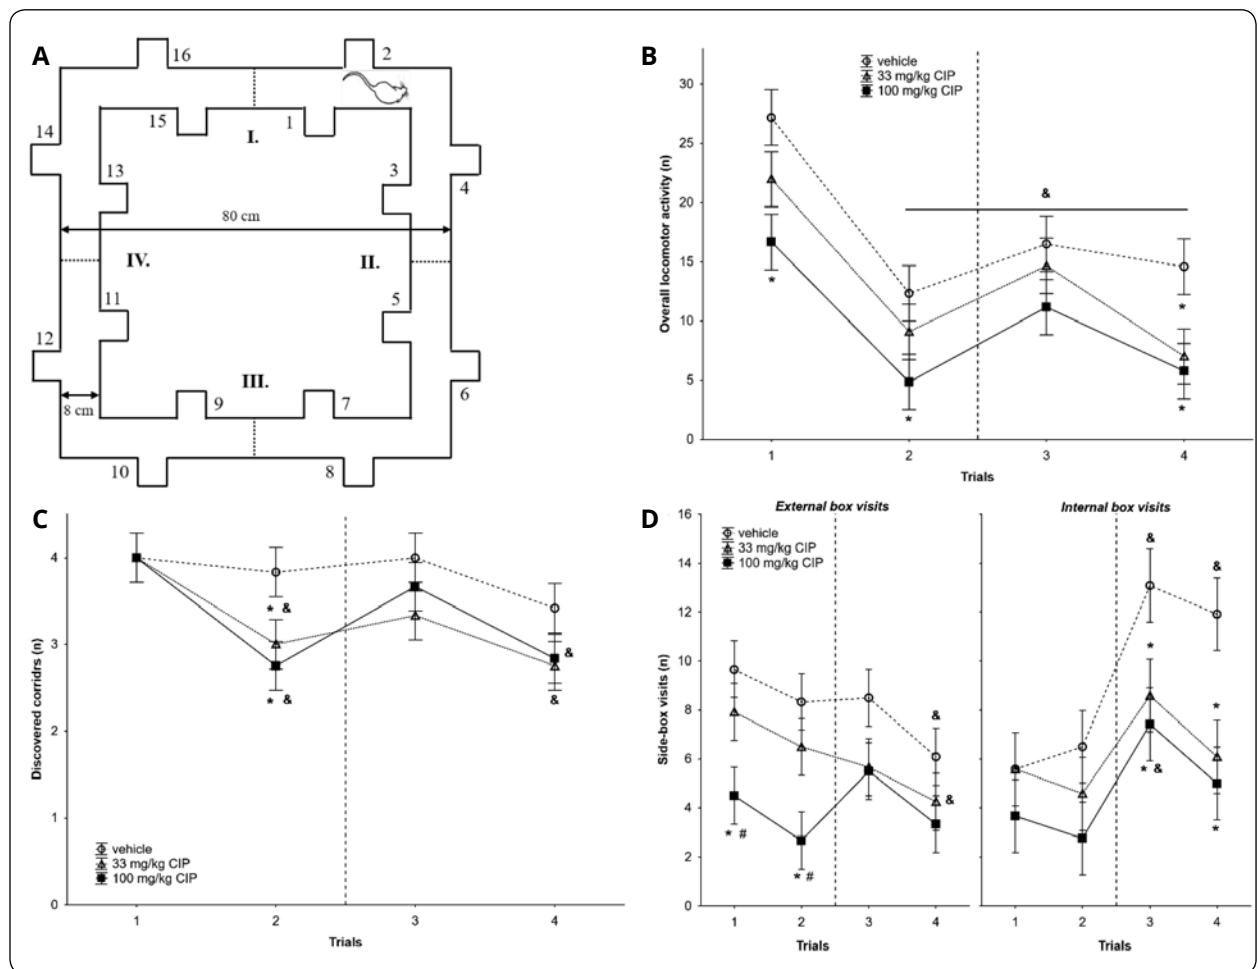 A
16
2
14
15
1
I.
13
3
4
80 cm
IV.
II.
11
5
12
6
III.
8 cm
9
7
10
8
B
vehicle
33 mg/kg CIP
100 mg/kg CIP
Overall locomotor activity (n)
30
25
20
15
10
5
0
&
*
*
*
*
1 2 3 4
Trials
C
Discovered corridrs (n)
4
3
2
1
0
* &
* &
&
&
vehicle
33 mg/kg CIP
100 mg/kg CIP
1 2 3 4
Trials
D
External box visits
Internal box visits
vehicle
33 mg/kg CIP
100 mg/kg CIP
Side-box visits (n)
16
14
12
10
8
6
4
2
0
* #
* #
&
&
&
&
*
*
* &
*
1 2 3 4
1 2 3 4
Trials
Trials